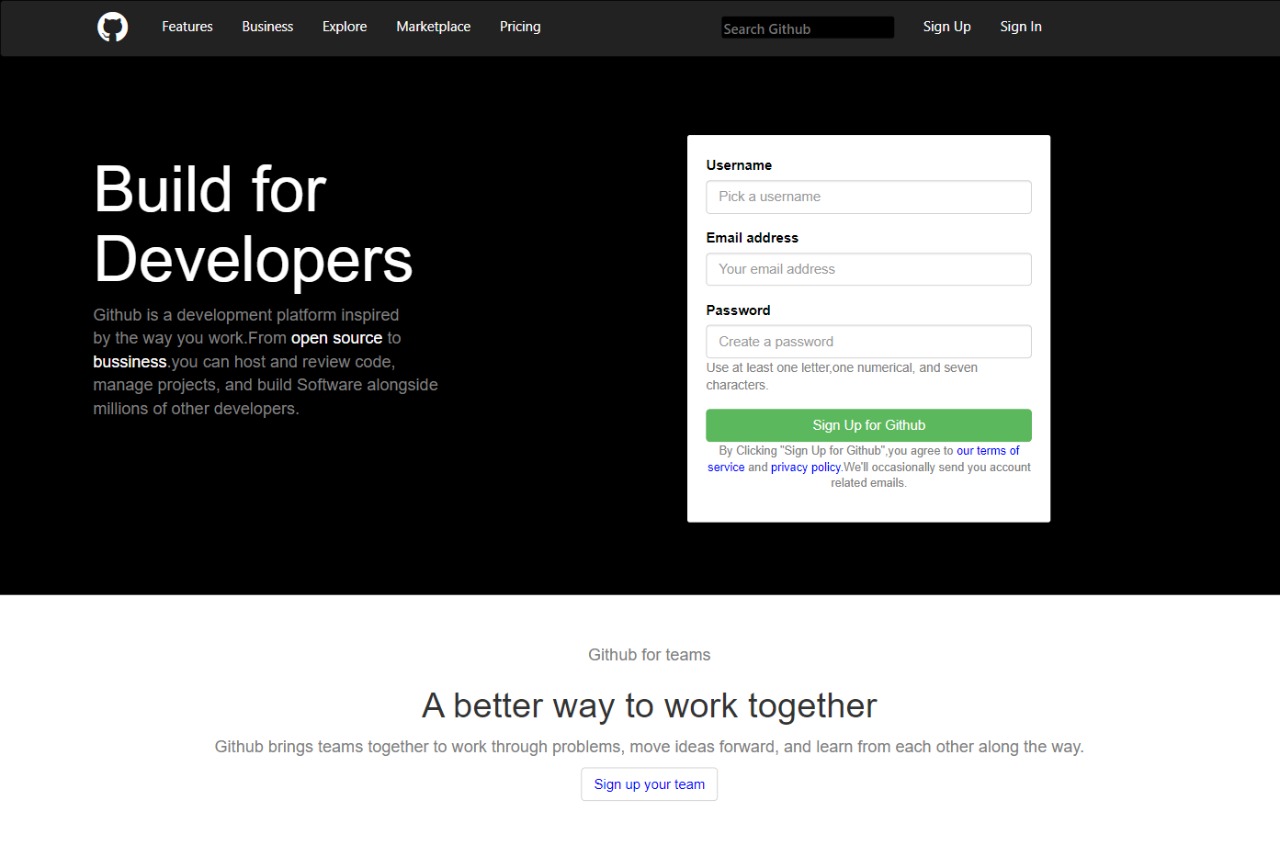 Features Business Explore Marketplace Pricing Search Github Sign Up Sign In
Build for
Developers
Github is a development platform inspired
by the way you work.From open source to
bussiness.you can host and review code,
manage projects, and build Software alongside
millions of other developers.
Username
Pick a username
Email address
Your email address
Password
Create a password
Use at least one letter,one numerical, and seven
characters.
Sign Up for Github
By Clicking "Sign Up for Github",you agree to our terms of
service and privacy policy.We'll occasionally send you account
related emails.
Github for teams
A better way to work together
Github brings teams together to work through problems, move ideas forward, and learn from each other along the way.
Sign up your team